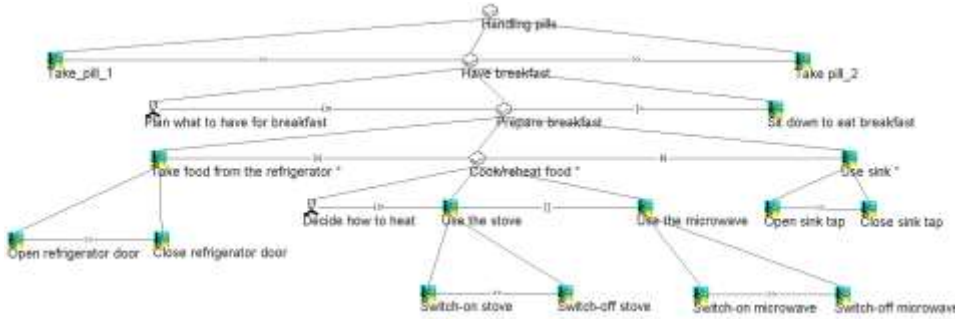 Handling pills
Take_pill_1
Have breakfast
Take pill_2
Plan what to have for breakfast
Prepare breakfast
Sit down to eat breakfast
Take food from the refrigerator *
Cook/reheat food *
Use sink *
Decide how to heat
Use the stove
Use the microwave
Open sink tap
Close sink tap
Open refrigerator door
Close refrigerator door
Switch-on stove
Switch-off stove
Switch-on microwave
Switch-off microwave